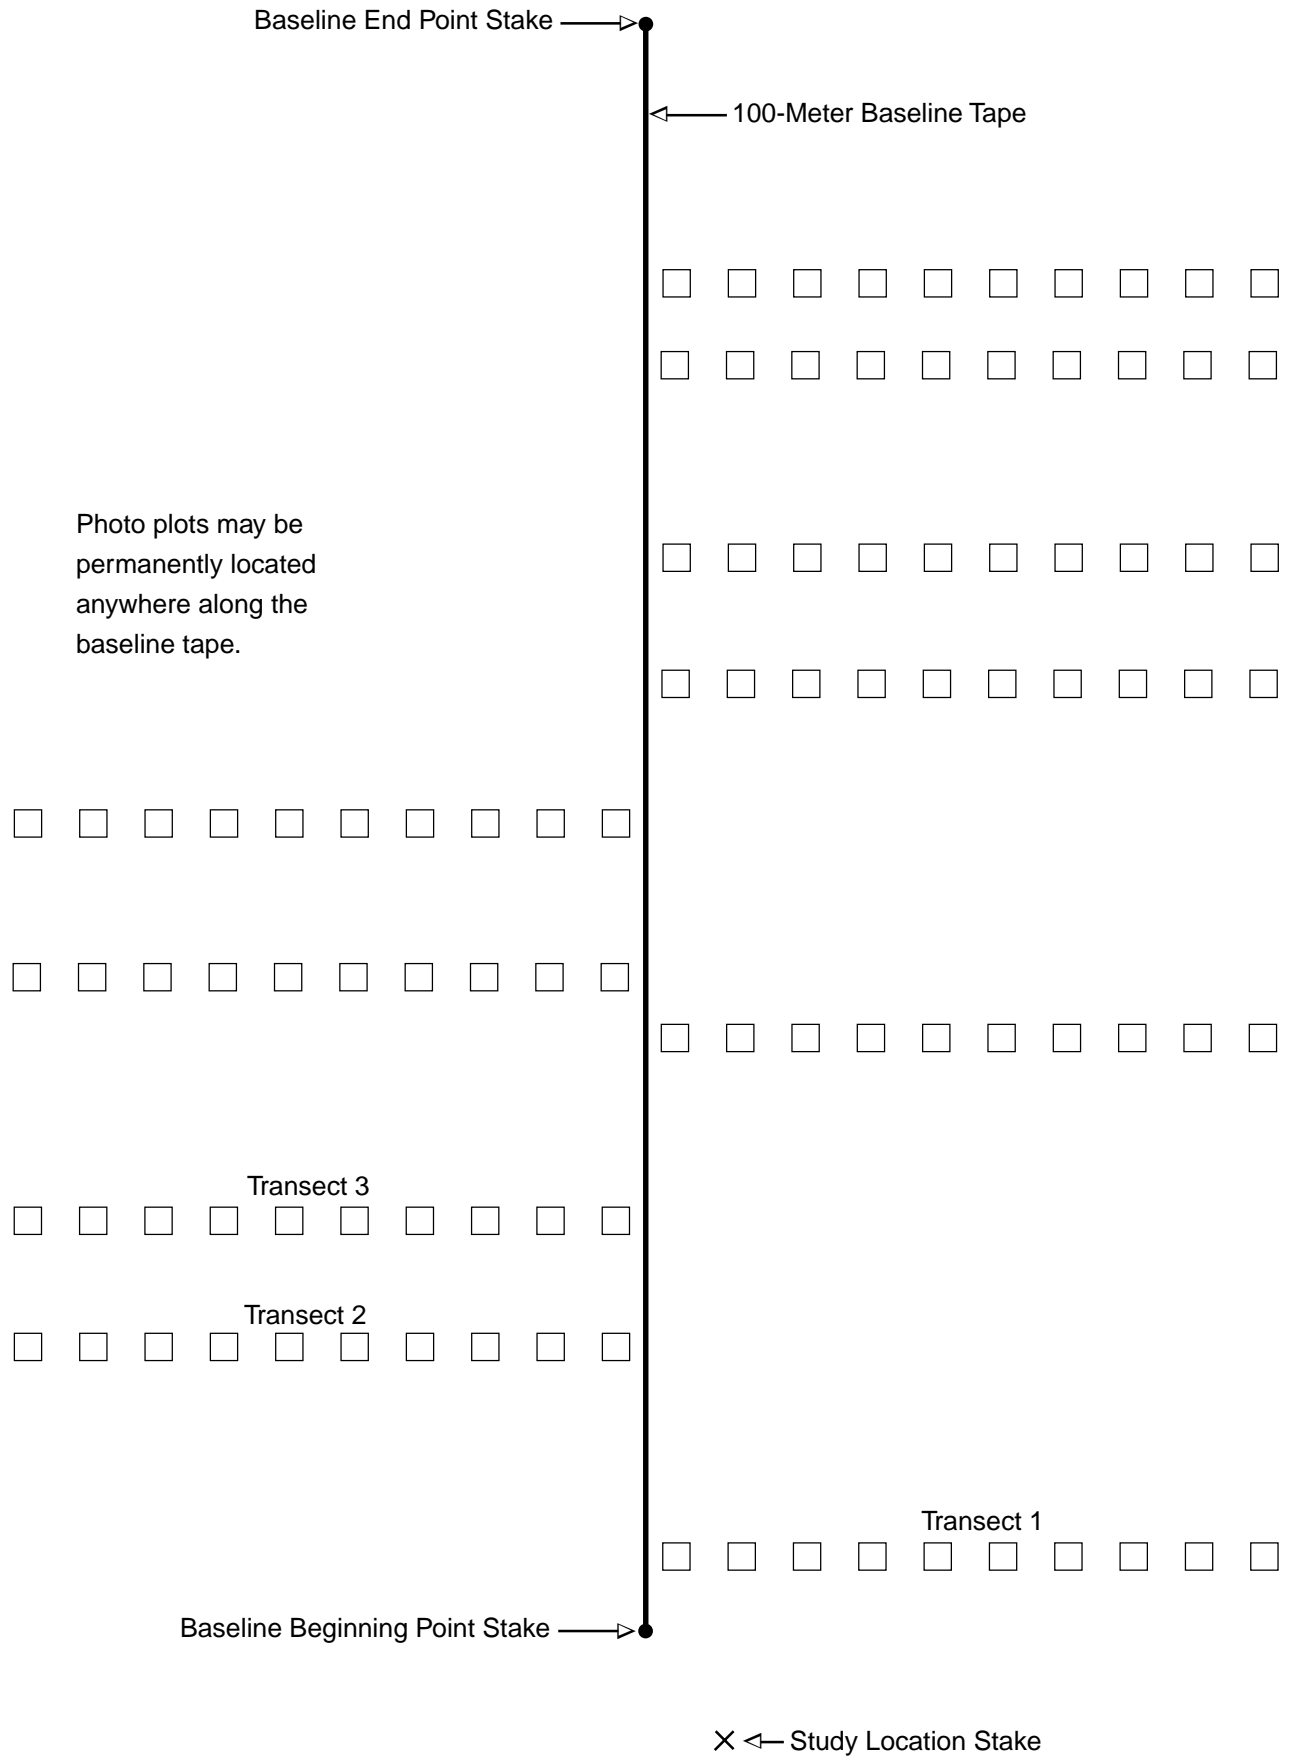 Baseline End Point Stake
100-Meter Baseline Tape
Photo plots may be
permanently located
anywhere along the
baseline tape.
Transect 3
Transect 2
Transect 1
Baseline Beginning Point Stake
Study Location Stake